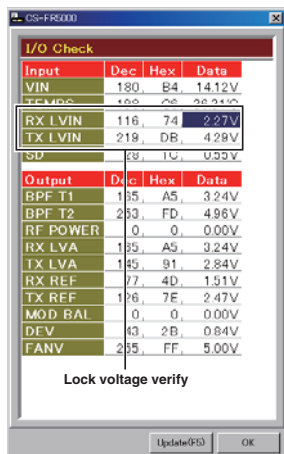 CS-FR5000
I/O Check
Input Dec Hex Data
VIN 180, B4, 14.12V
RX LVIN 116, 74, 2.27V
TX LVIN 219, DB, 4.29V
SD 28, 1C, 0.55V
Output Dec Hex Data
BPF T1 165, A5, 3.24V
BPF T2 253, FD, 4.96V
RF POWER 0, 0, 0.00V
RX LVA 165, A5, 3.24V
TX LVA 145, 91, 2.84V
RX REF 77, 4D, 1.51V
TX REF 126, 7E, 2.47V
MOD BAL 0, 0, 0.00V
DEV 43, 2B, 0.84V
FANV 255, FF, 5.00V
Lock voltage verify
Update(F5) OK